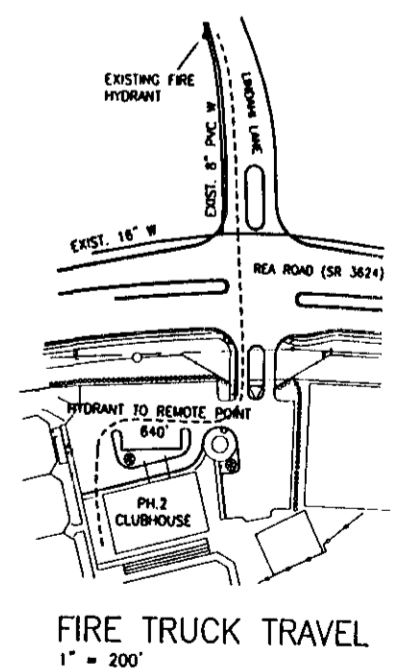 EXISTING FIRE
HYDRANT
EXIST. 8" PVC W
LINDAHS LANE
EXIST. 16" W
REA ROAD (SR 3624)
HYDRANT TO REMOTE POINT
640'
PH.2
CLUBHOUSE
FIRE TRUCK TRAVEL
1" = 200'